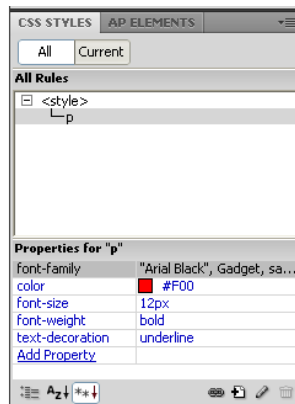 CSS STYLES AP ELEMENTS
All Current
All Rules
<style>
p
Properties for "p"
font-family "Arial Black", Gadget, sa...
color #F00
font-size 12px
font-weight bold
text-decoration underline
Add Property
AZ **